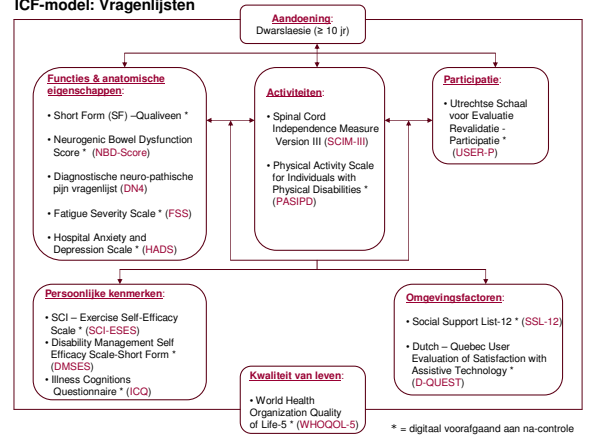 ICF-model: Vragenlijsten
Aandoening:
Dwarslaesie (≥ 10 jr)
Functies & anatomische
eigenschappen:
• Short Form (SF) –Qualiveen *
• Neurogenic Bowel Dysfunction
Score * (NBD-Score)
• Diagnostische neuro-pathische
pijn vragenlijst (DN4)
• Fatigue Severity Scale * (FSS)
• Hospital Anxiety and
Depression Scale * (HADS)
Activiteiten:
• Spinal Cord
Independence Measure
Version III (SCIM-III)
• Physical Activity Scale
for Individuals with
Physical Disabilities *
(PASIPD)
Participatie:
• Utrechtse Schaal
voor Evaluatie
Revalidatie -
Participatie *
(USER-P)
Persoonlijke kenmerken:
• SCI – Exercise Self-Efficacy
Scale * (SCI-ESES)
• Disability Management Self
Efficacy Scale-Short Form *
(DMSES)
• Illness Cognitions
Questionnaire * (ICQ)
Omgevingsfactoren:
• Social Support List-12 * (SSL-12)
• Dutch – Quebec User
Evaluation of Satisfaction with
Assistive Technology *
(D-QUEST)
Kwaliteit van leven:
• World Health
Organization Quality
of Life-5 * (WHOQOL-5)
* = digitaal voorafgaand aan na-controle